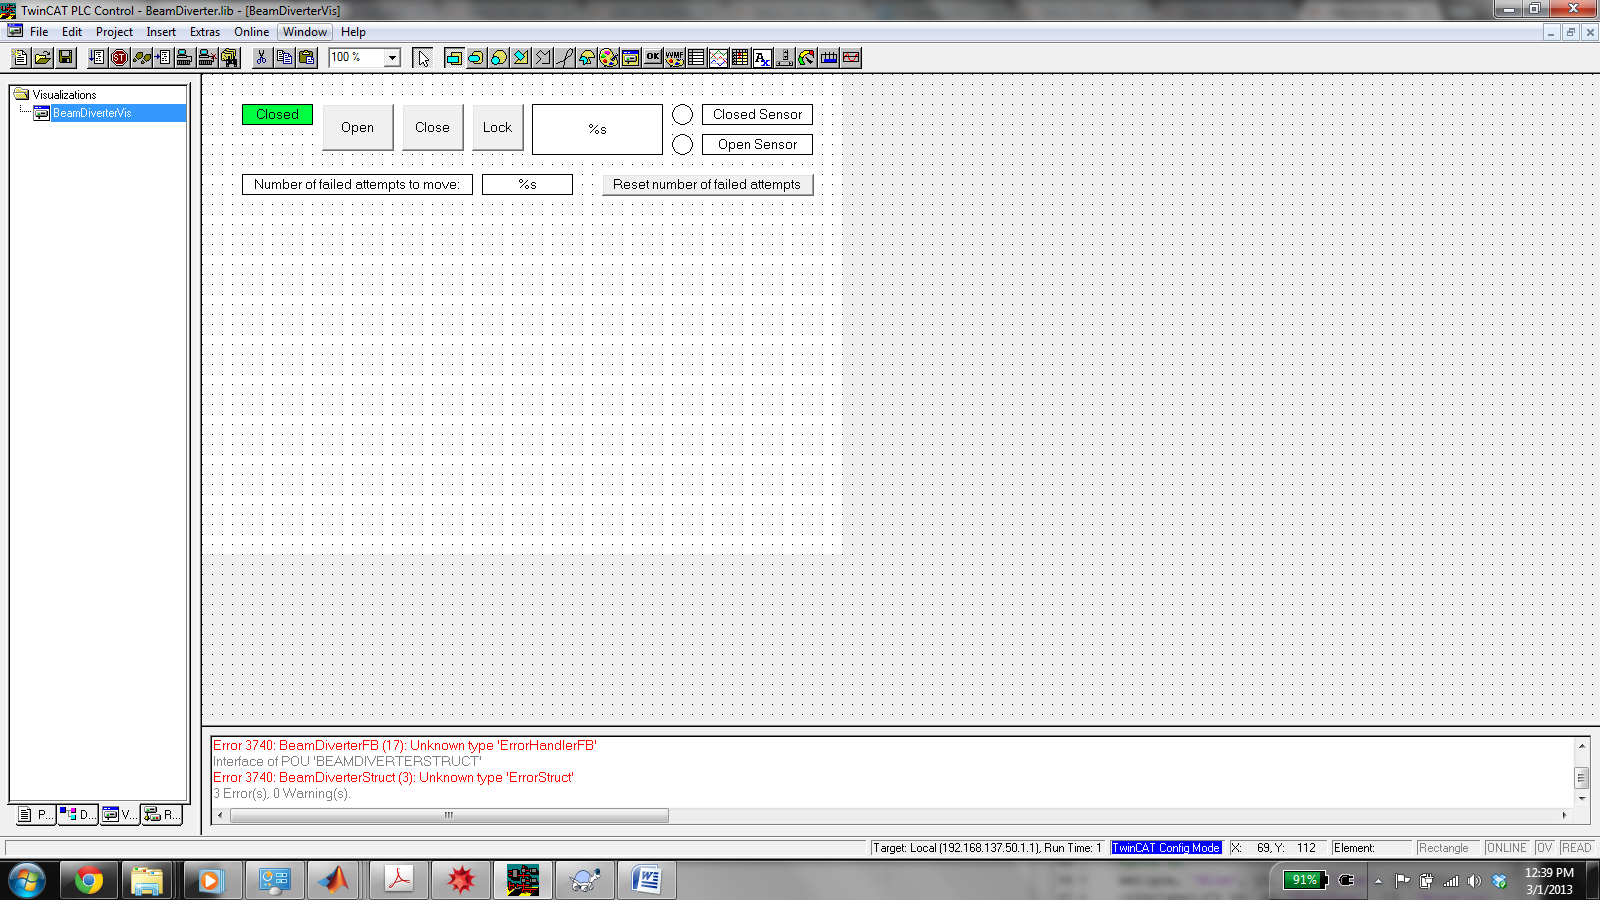 TwinCAT PLC Control - BeamDiverter.lib - [BeamDiverterVis]
File Edit Project Insert Extras Online Window Help
100 %
Visualizations
BeamDiverterVis
Closed
Open
Close
Lock
%s
Closed Sensor
Open Sensor
Number of failed attempts to move:
%s
Reset number of failed attempts
Error 3740: BeamDiverterFB (17): Unknown type 'ErrorHandlerFB'
Interface of POU 'BEAMDIVERTERSTRUCT'
Error 3740: BeamDiverterStruct (3): Unknown type 'ErrorStruct'
3 Error(s), 0 Warning(s).
P... D... V... R...
Target: Local (192.168.137.50.1.1), Run Time: 1 TwinCAT Config Mode X: 69, Y: 112 Element: Rectangle ONLINE OV READ
91%
12:39 PM
3/1/2013